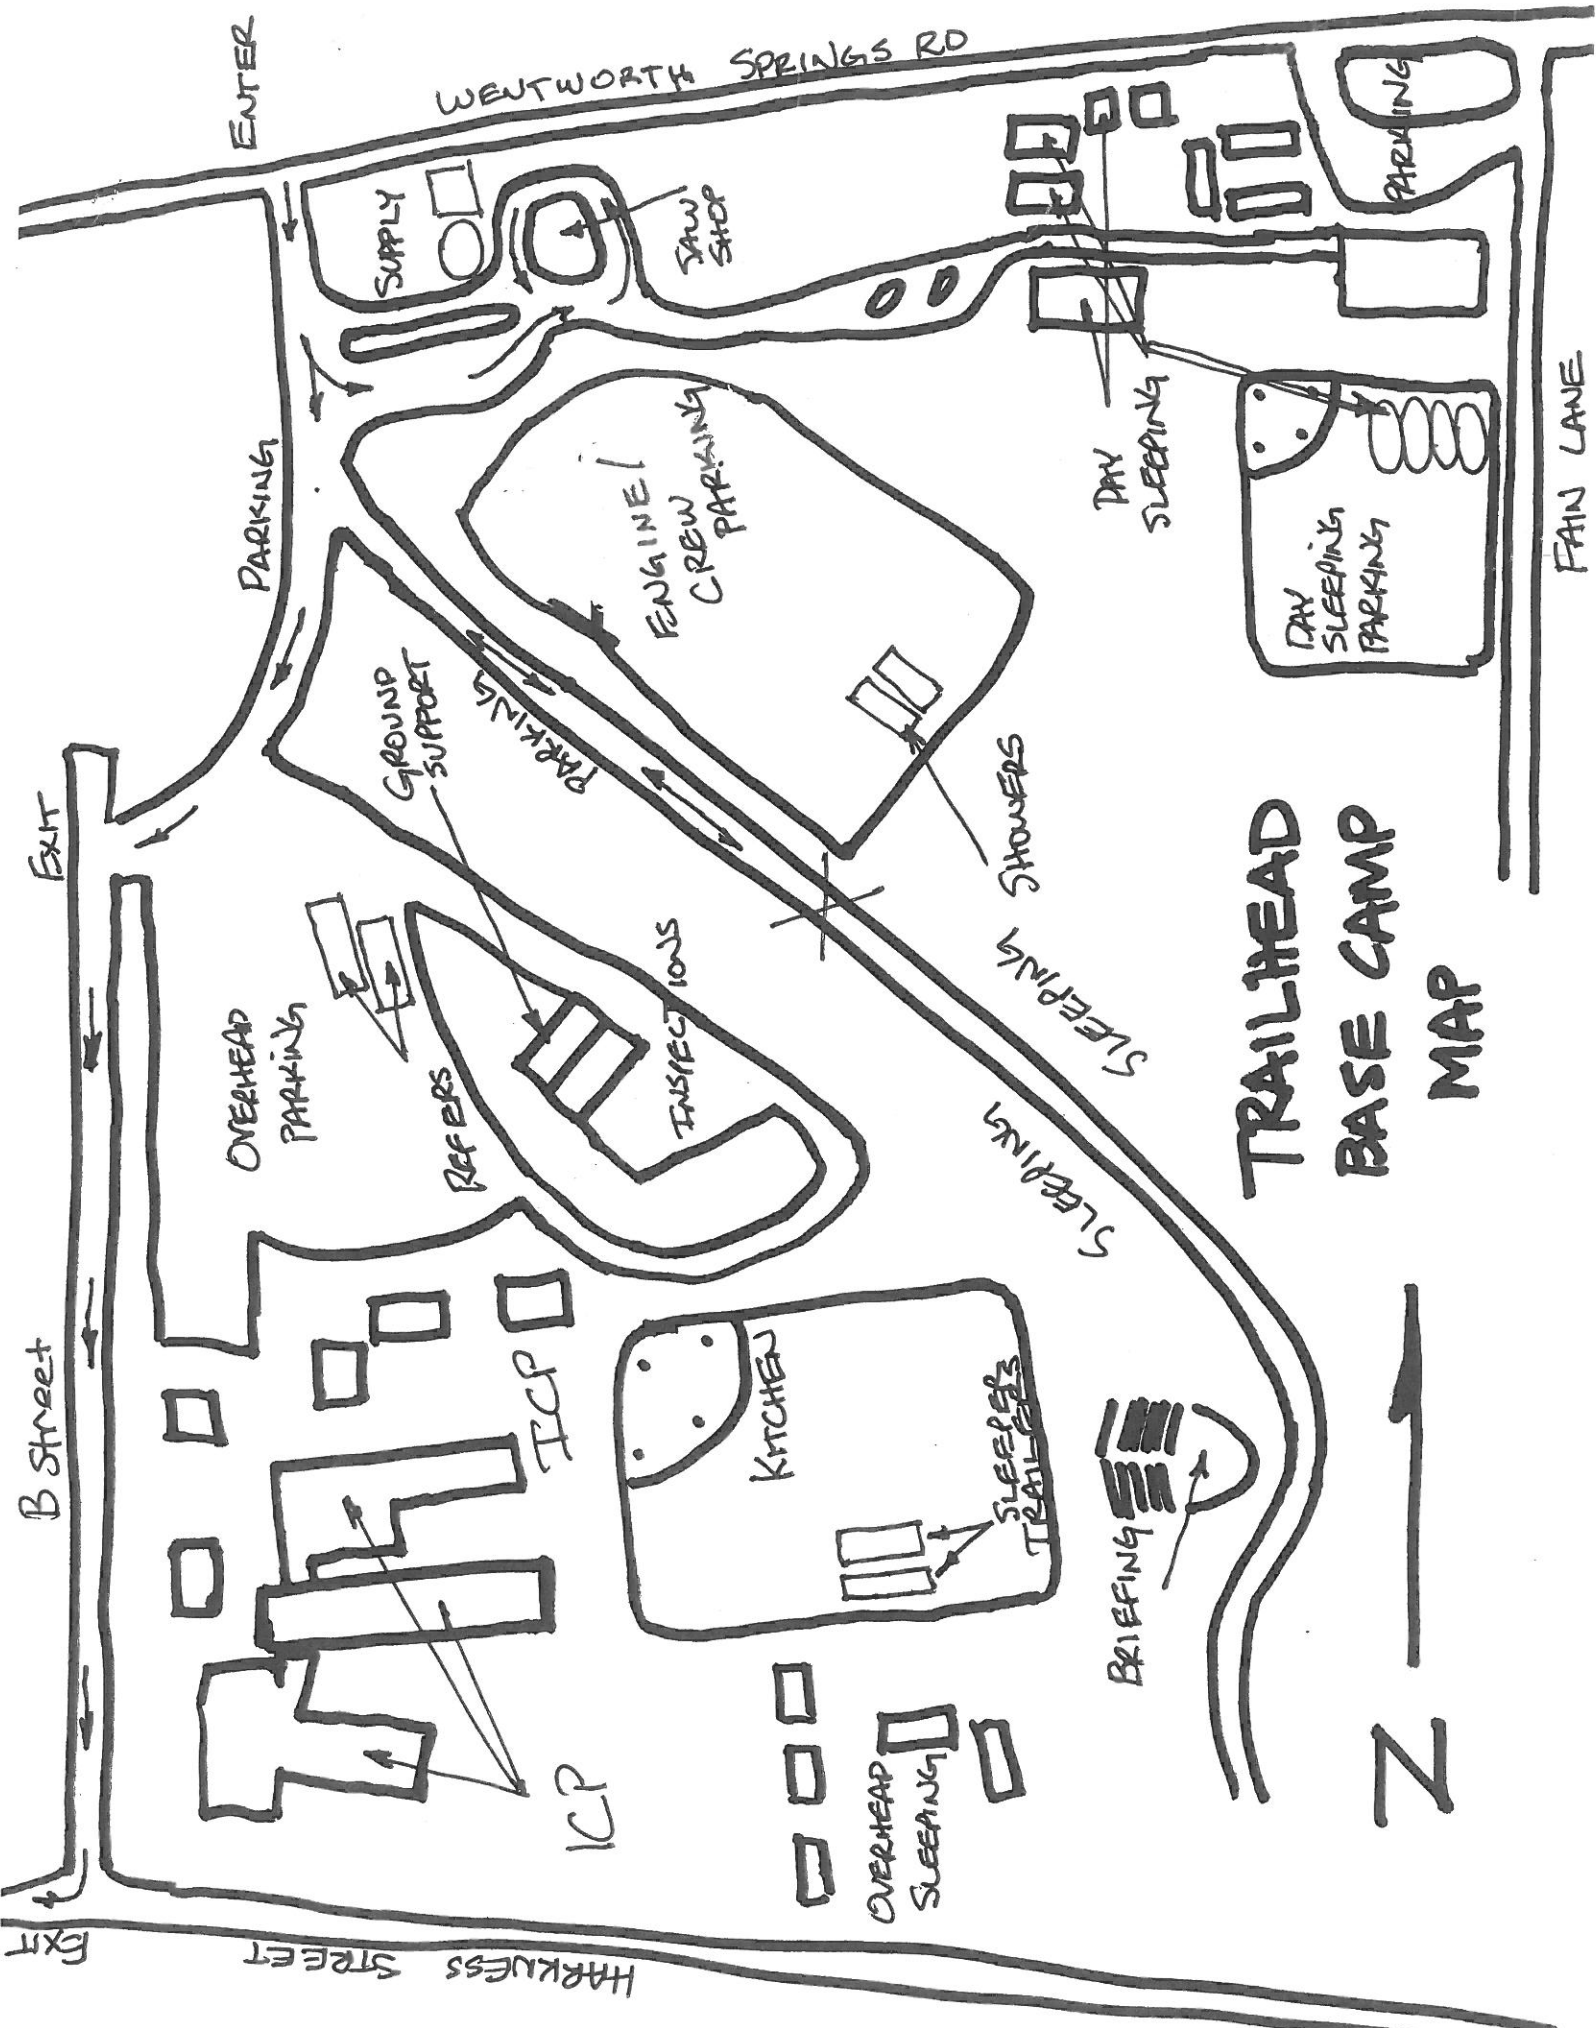 HARKNESS STREET
EXIT
B Street
EXIT
PARKING
ENTER
ICP
ICP
OVERHEAD
PARKING
REFERS
GROUND
SUPPORT
INSPECTIONS
PARKING
SUPPLY
SAW
SHOP
WENTWORTH SPRINGS RD
ENGINE/
CREW
PARKING
KITCHEN
SLEEPER
TRAILERS
OVERHEAD
SLEEPING
BRIEFING
SLEEPING
SLEEPING
SHOWERS
DAY
SLEEPING
DAY
SLEEPING
PARKING
PARKING
PARKING
FAIN LANE
TRAILHEAD
BASE CAMP
MAP
N